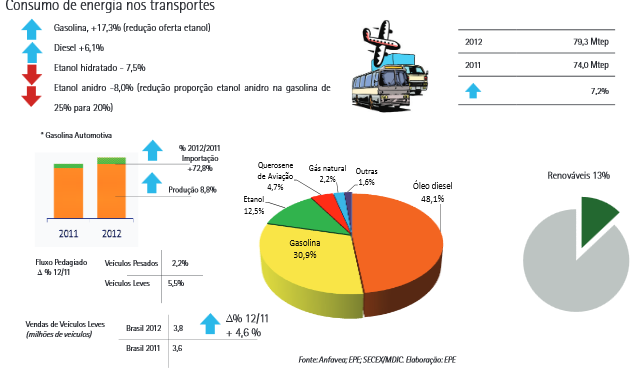 Consumo de energia nos transportes
Gasolina, +17,3% (redução oferta etanol)
Diesel +6,1%
Etanol hidratado - 7,5%
Etanol anidro -8,0% (redução proporção etanol anidro na gasolina de
25% para 20%)
2012 79,3 Mtep
2011 74,0 Mtep
7,2%
* Gasolina Automotiva
% 2012/2011
Importação
+72,8%
Produção 8,8%
2011 2012
Fluxo Pedagiado
Δ % 12/11
Veículos Pesados 2,2%
Veículos Leves 5,5%
Vendas de Veículos Leves
(milhões de veículos)
Brasil 2012 3,8
Brasil 2011 3,6
Δ% 12/11
+ 4,6 %
Querosene
de Aviação
4,7%
Gás natural
2,2%
Outras
1,6%
Óleo diesel
48,1%
Etanol
12,5%
Gasolina
30,9%
Renováveis 13%
Fonte: Anfavea; EPE; SECEX/MDIC. Elaboração: EPE